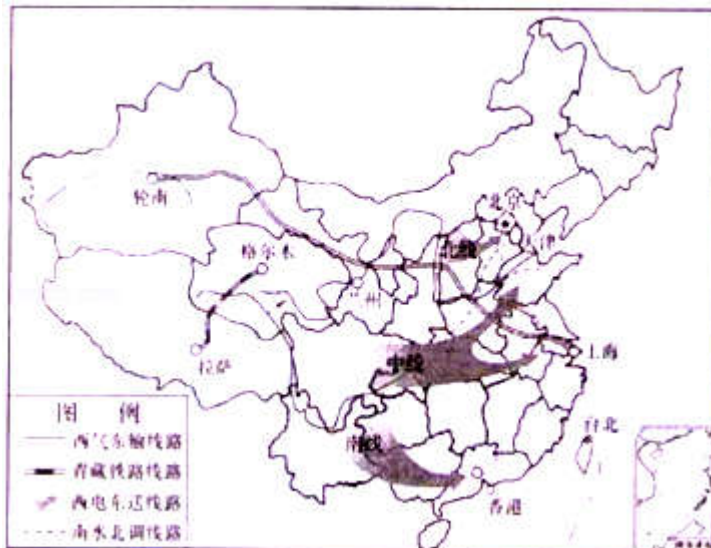 北京
天津
北线
轮南
格尔木
兰州
拉萨
中线
上海
南线
台北
香港
图 例
西气东输线路
青藏铁路线路
西电东送线路
南水北调线路